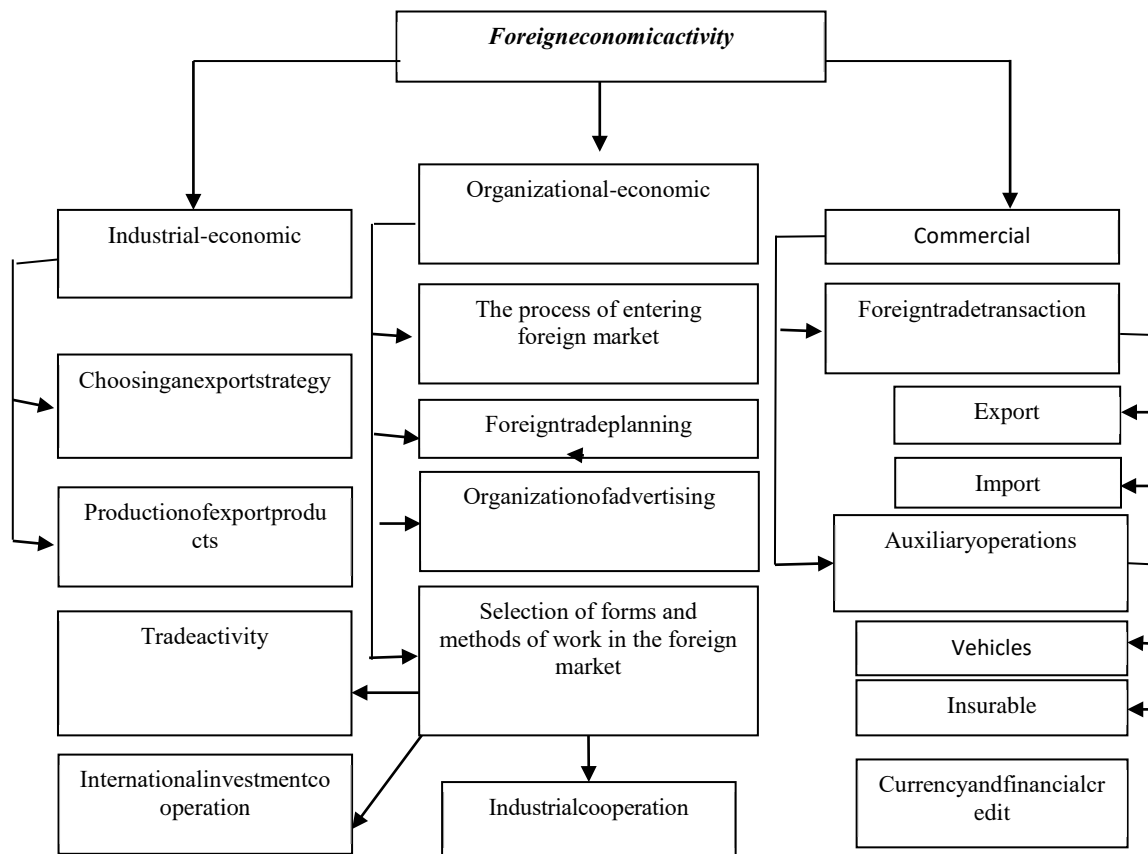 Foreigneconomicactivity
Organizational-economic
Industrial-economic
Commercial
The process of entering
foreign market
Foreigntradetransaction
Choosinganexportstrategy
Foreigntradeplanning
Export
Organizationofadvertising
Import
Productionofexportprodu
cts
Auxiliaryoperations
Tradeactivity
Selection of forms and
methods of work in the foreign
market
Vehicles
Insurable
Internationalinvestmentco
operation
Industrialcooperation
Currencyandfinancialcr
edit